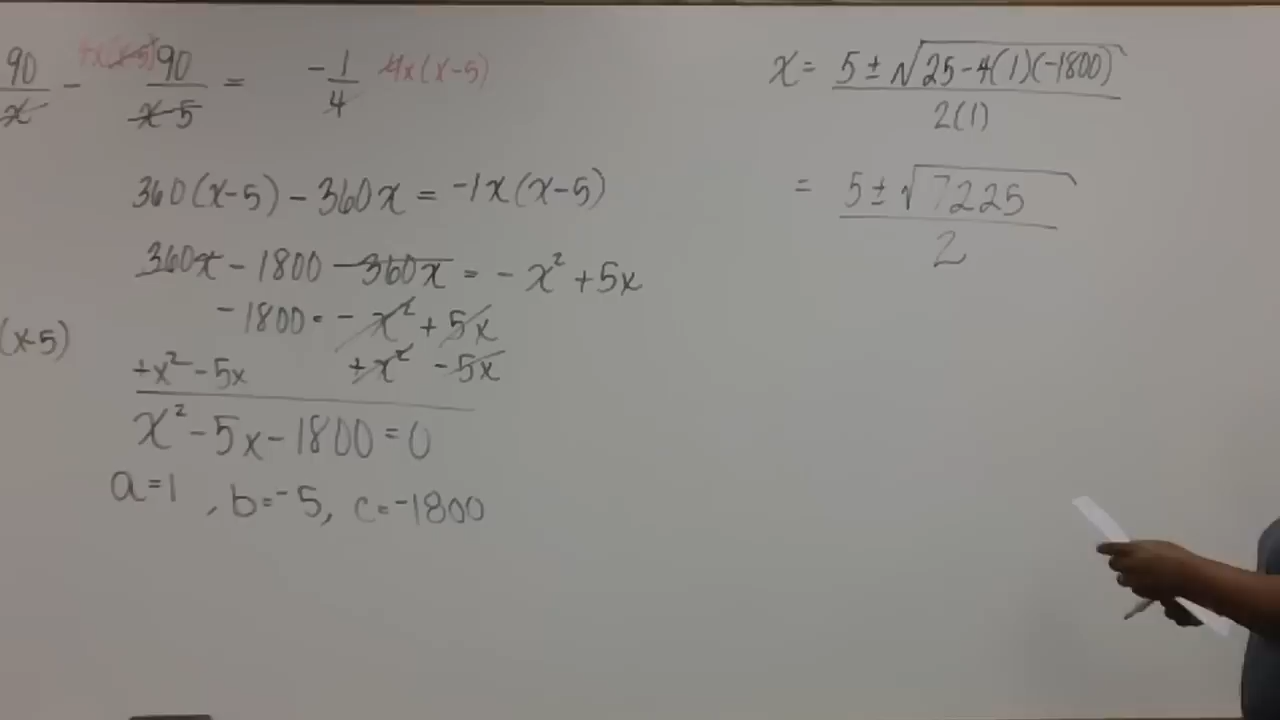 90/x - 4x(x-5) 90/x-5 = -1/4 4x(x-5)
360(x-5) - 360x = -1x(x-5)
360x - 1800 - 360x = -x² + 5x
-1800 = -x² + 5x
(x-5)
+x² - 5x +x² - 5x
x² - 5x - 1800 = 0
a=1, b=-5, c=-1800
x = 5 ± √25-4(1)(-1800) / 2(1)
= 5 ± √7225 / 2